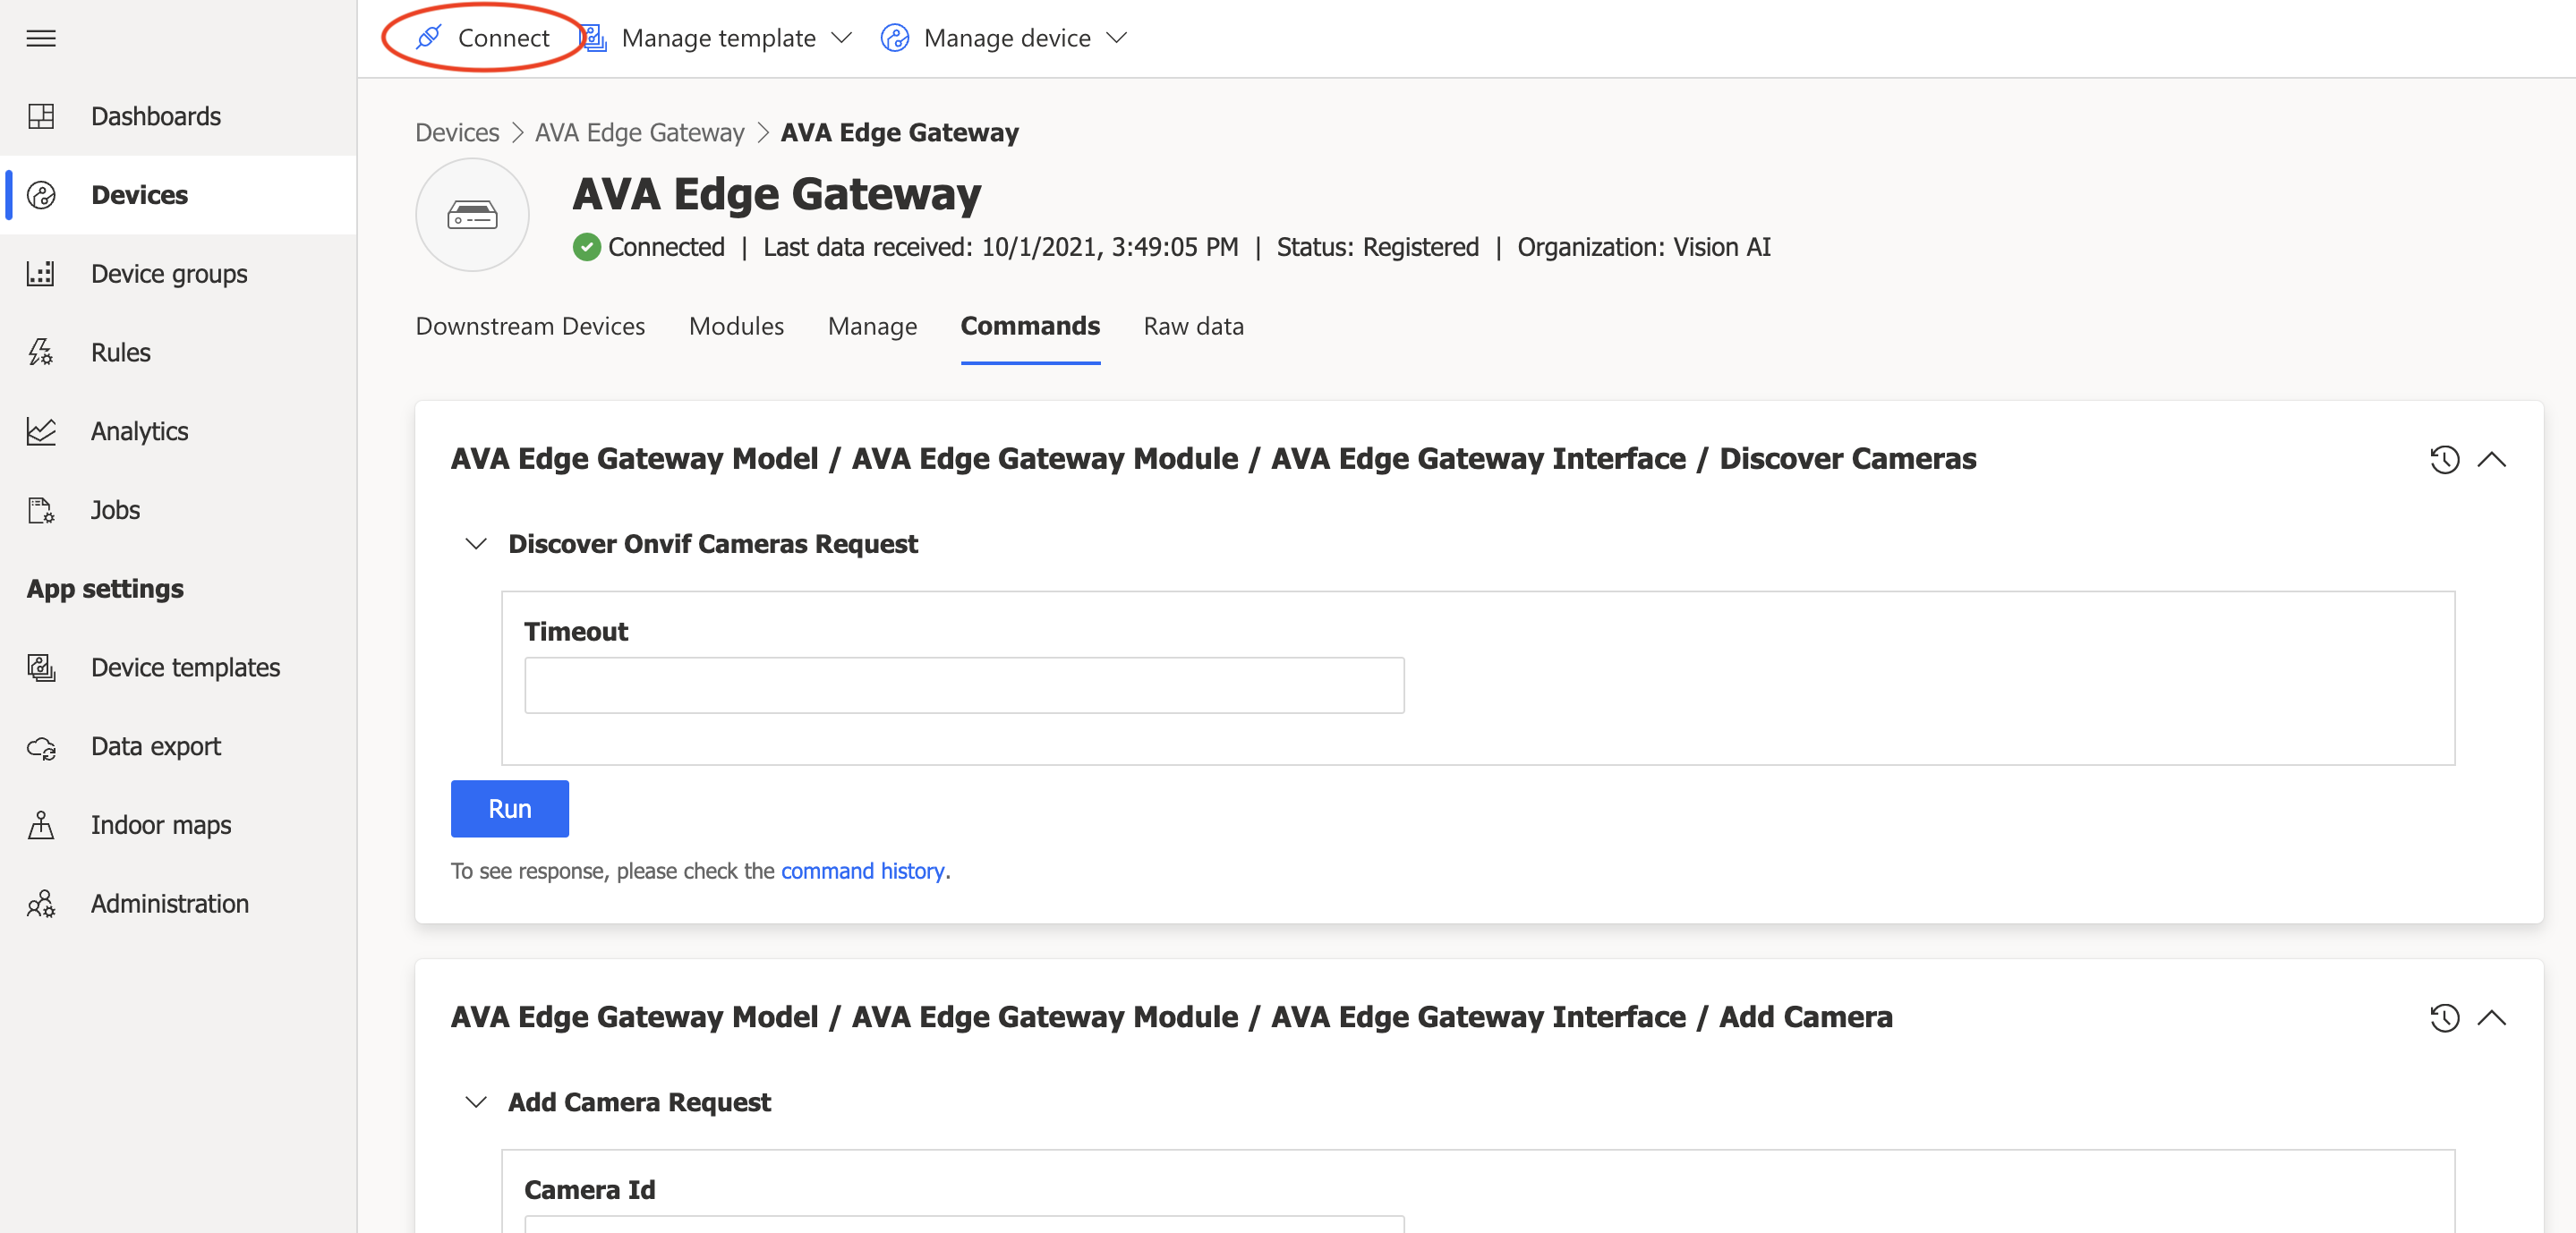 Connect Manage template Manage device
Dashboards
Devices
Device groups
Rules
Analytics
Jobs
App settings
Device templates
Data export
Indoor maps
Administration
Devices > AVA Edge Gateway > AVA Edge Gateway
AVA Edge Gateway
Connected | Last data received: 10/1/2021, 3:49:05 PM | Status: Registered | Organization: Vision AI
Downstream Devices Modules Manage Commands Raw data
AVA Edge Gateway Model / AVA Edge Gateway Module / AVA Edge Gateway Interface / Discover Cameras
Discover Onvif Cameras Request
Timeout
Run
To see response, please check the command history.
AVA Edge Gateway Model / AVA Edge Gateway Module / AVA Edge Gateway Interface / Add Camera
Add Camera Request
Camera Id